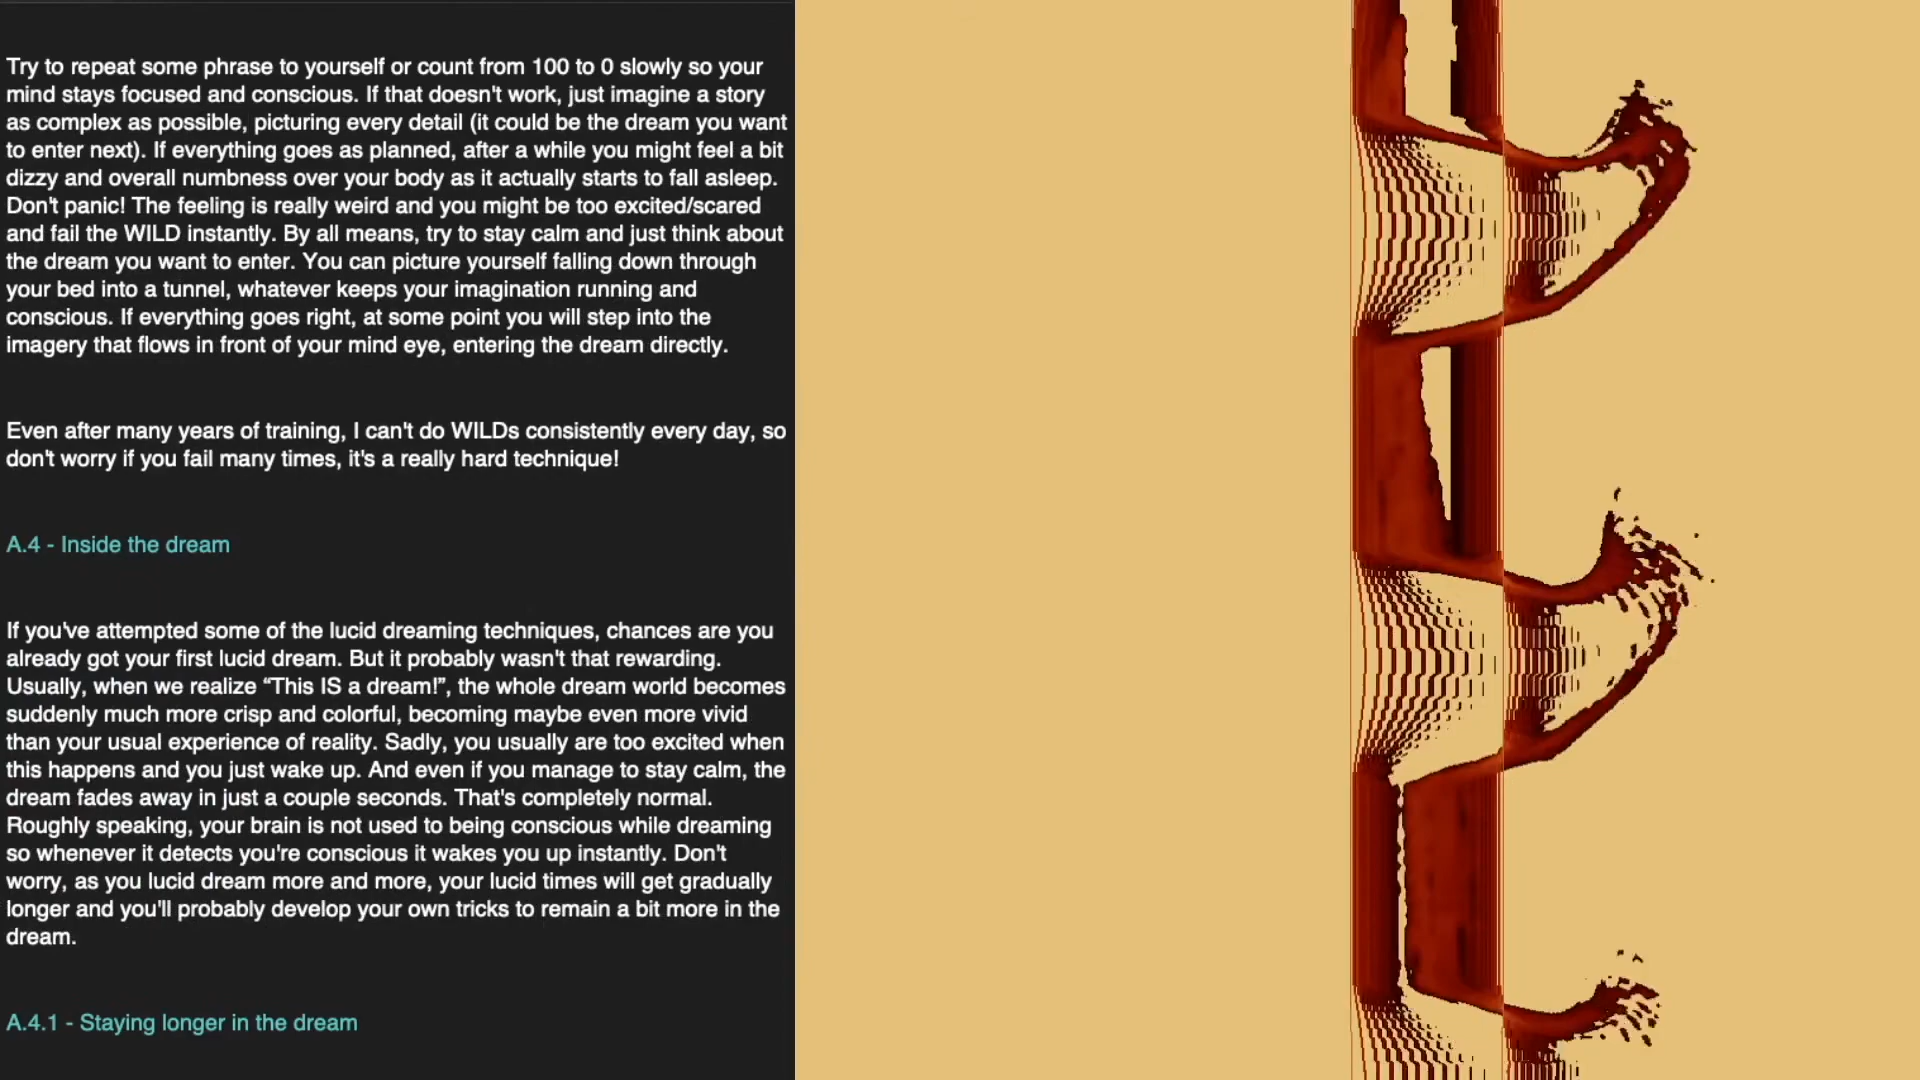 Try to repeat some phrase to yourself or count from 100 to 0 slowly so your
mind stays focused and conscious. If that doesn't work, just imagine a story
as complex as possible, picturing every detail (it could be the dream you want
to enter next). If everything goes as planned, after a while you might feel a bit
dizzy and overall numbness over your body as it actually starts to fall asleep.
Don't panic! The feeling is really weird and you might be too excited/scared
and fail the WILD instantly. By all means, try to stay calm and just think about
the dream you want to enter. You can picture yourself falling down through
your bed into a tunnel, whatever keeps your imagination running and
conscious. If everything goes right, at some point you will step into the
imagery that flows in front of your mind eye, entering the dream directly.
Even after many years of training, I can't do WILDs consistently every day, so
don't worry if you fail many times, it's a really hard technique!
A.4 - Inside the dream
If you've attempted some of the lucid dreaming techniques, chances are you
already got your first lucid dream. But it probably wasn't that rewarding.
Usually, when we realize “This IS a dream!”, the whole dream world becomes
suddenly much more crisp and colorful, becoming maybe even more vivid
than your usual experience of reality. Sadly, you usually are too excited when
this happens and you just wake up. And even if you manage to stay calm, the
dream fades away in just a couple seconds. That's completely normal.
Roughly speaking, your brain is not used to being conscious while dreaming
so whenever it detects you're conscious it wakes you up instantly. Don't
worry, as you lucid dream more and more, your lucid times will get gradually
longer and you'll probably develop your own tricks to remain a bit more in the
dream.
A.4.1 - Staying longer in the dream